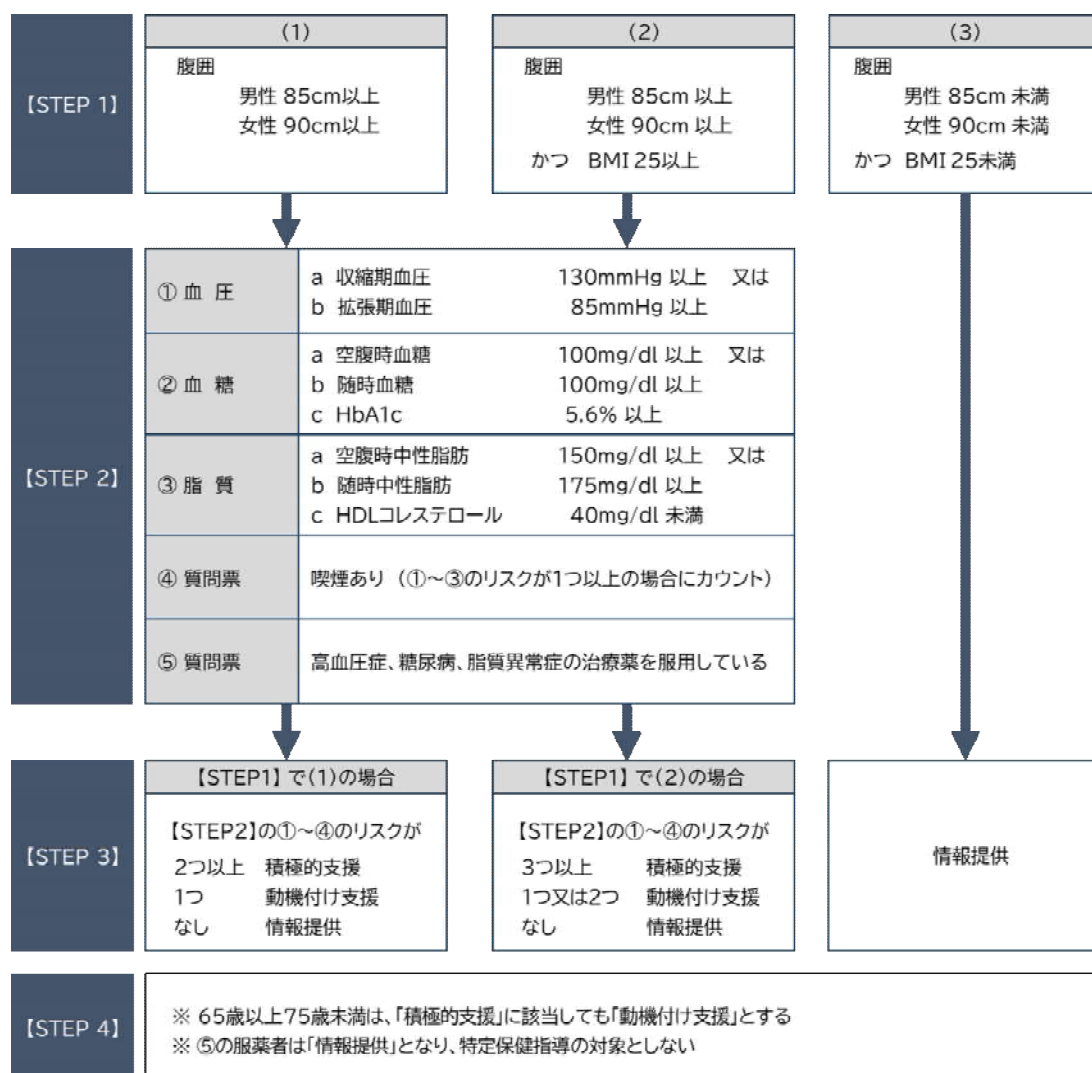 【STEP 1】
(1)
腹囲
男性 85cm以上
女性 90cm以上
(2)
腹囲
男性 85cm 以上
女性 90cm 以上
かつ BMI 25以上
(3)
腹囲
男性 85cm 未満
女性 90cm 未満
かつ BMI 25未満
【STEP 2】
① 血 圧
a 収縮期血圧 130mmHg 以上 又は
b 拡張期血圧 85mmHg 以上
② 血 糖
a 空腹時血糖 100mg/dl 以上 又は
b 随時血糖 100mg/dl 以上
c HbA1c 5.6% 以上
③ 脂 質
a 空腹時中性脂肪 150mg/dl 以上 又は
b 随時中性脂肪 175mg/dl 以上
c HDLコレステロール 40mg/dl 未満
④ 質問票
喫煙あり (①～③のリスクが1つ以上の場合にカウント)
⑤ 質問票
高血圧症、糖尿病、脂質異常症の治療薬を服用している
【STEP 3】
【STEP1】で(1)の場合
【STEP2】の①～④のリスクが
2つ以上 積極的支援
1つ 動機付け支援
なし 情報提供
【STEP1】で(2)の場合
【STEP2】の①～④のリスクが
3つ以上 積極的支援
1つ又は2つ 動機付け支援
なし 情報提供
情報提供
【STEP 4】
※ 65歳以上75歳未満は、「積極的支援」に該当しても「動機付け支援」とする
※ ⑤の服薬者は「情報提供」となり、特定保健指導の対象としない